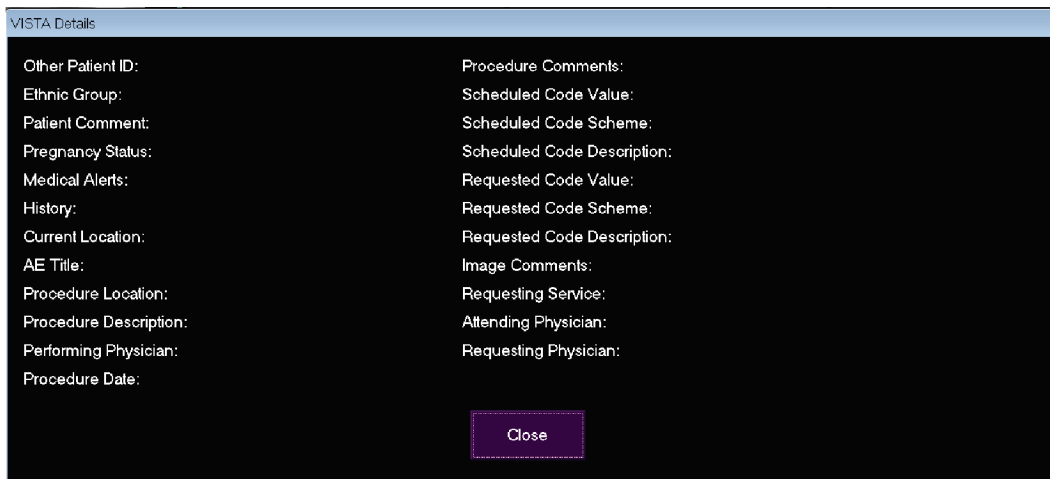 VISTA Details
Other Patient ID:
Ethnic Group:
Patient Comment:
Pregnancy Status:
Medical Alerts:
History:
Current Location:
AE Title:
Procedure Location:
Procedure Description:
Performing Physician:
Procedure Date:
Procedure Comments:
Scheduled Code Value:
Scheduled Code Scheme:
Scheduled Code Description:
Requested Code Value:
Requested Code Scheme:
Requested Code Description:
Image Comments:
Requesting Service:
Attending Physician:
Requesting Physician:
Close